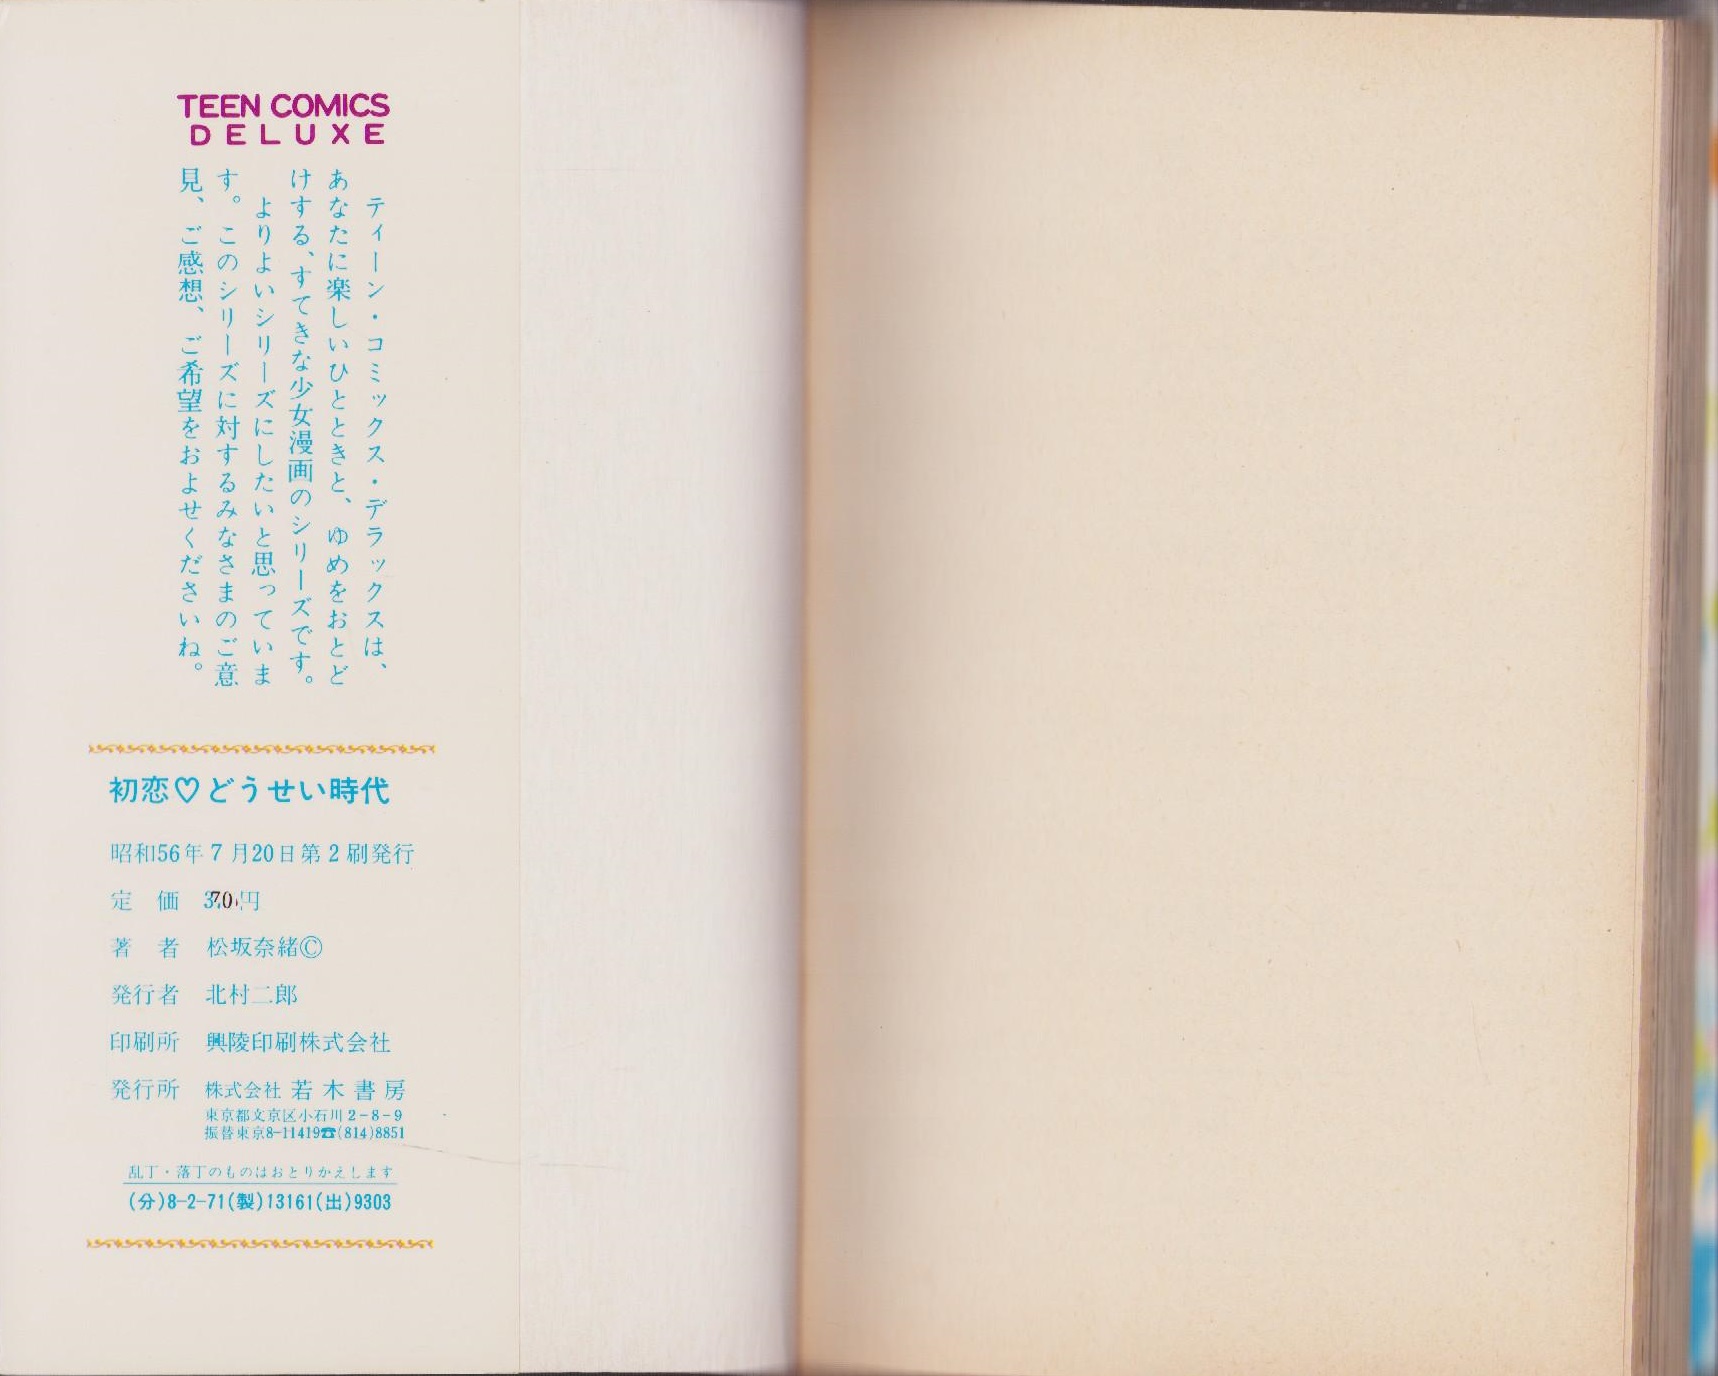 TEEN COMICS
DELUXE
ティーン・コミックス・デラックスは、
あなたに楽しいひとときと、ゆめをおとど
けする、すてきな少女漫画のシリーズです。
よりよいシリーズにしたいと思っていま
す。このシリーズに対するみなさまのご意
見、ご感想、ご希望をおよせくださいね。
初恋♡どうせい時代
昭和56年7月20日第2刷発行
定 価 370円
著 者 松坂奈緒©
発行者 北村二郎
印刷所 興陵印刷株式会社
発行所 株式会社 若木書房
東京都文京区小石川2-8-9
振替東京8-11419☎(814)8851
乱丁・落丁のものはおとりかえします
(分)8-2-71(製)13161(出)9303